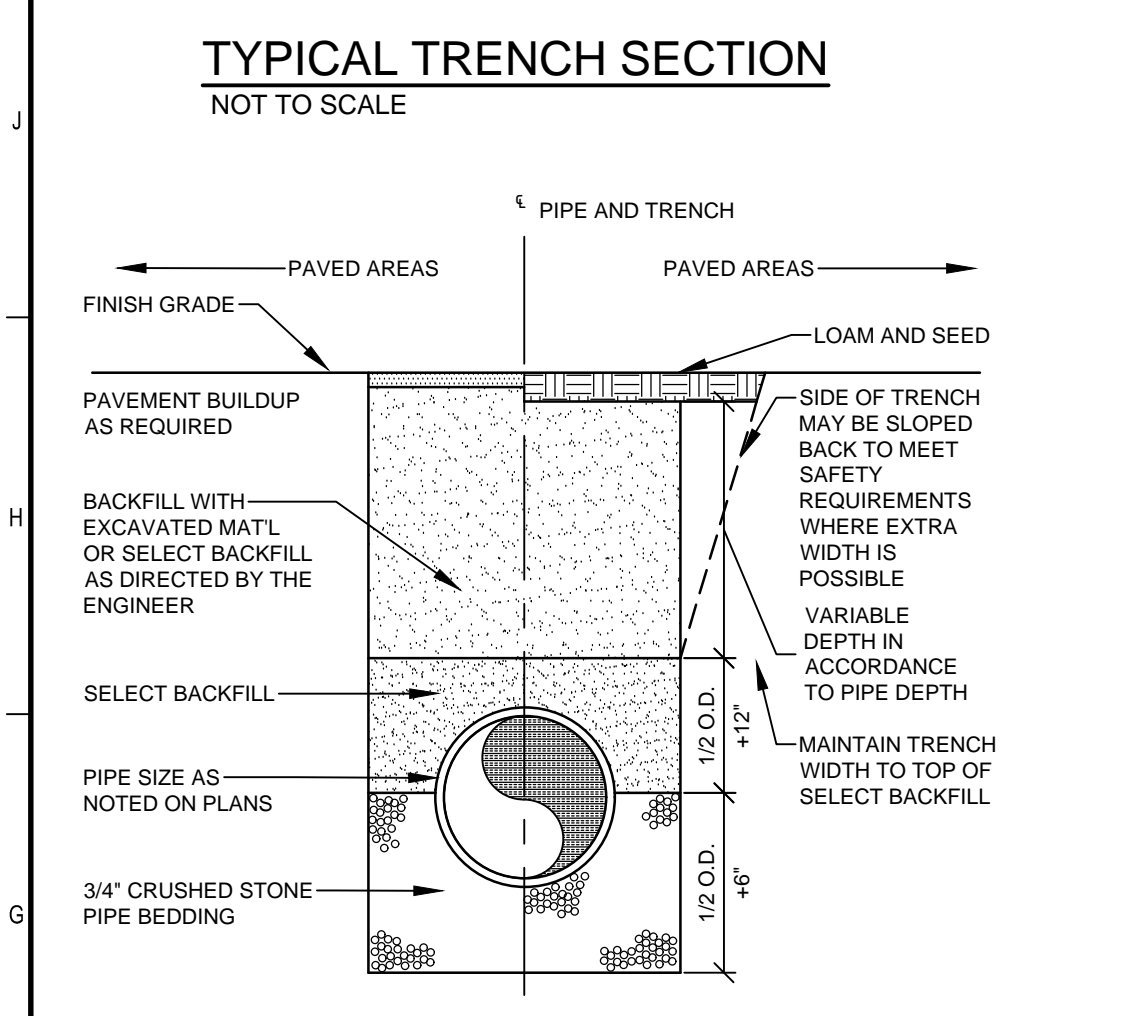 TYPICAL TRENCH SECTION
NOT TO SCALE
J
℄ PIPE AND TRENCH
PAVED AREAS
PAVED AREAS
FINISH GRADE
LOAM AND SEED
PAVEMENT BUILDUP
AS REQUIRED
SIDE OF TRENCH
MAY BE SLOPED
BACK TO MEET
SAFETY
REQUIREMENTS
WHERE EXTRA
WIDTH IS
POSSIBLE
H
BACKFILL WITH
EXCAVATED MAT'L
OR SELECT BACKFILL
AS DIRECTED BY THE
ENGINEER
VARIABLE
DEPTH IN
ACCORDANCE
TO PIPE DEPTH
SELECT BACKFILL
1/2 O.D.
+12"
MAINTAIN TRENCH
WIDTH TO TOP OF
SELECT BACKFILL
PIPE SIZE AS
NOTED ON PLANS
3/4" CRUSHED STONE
PIPE BEDDING
1/2 O.D.
+6"
G